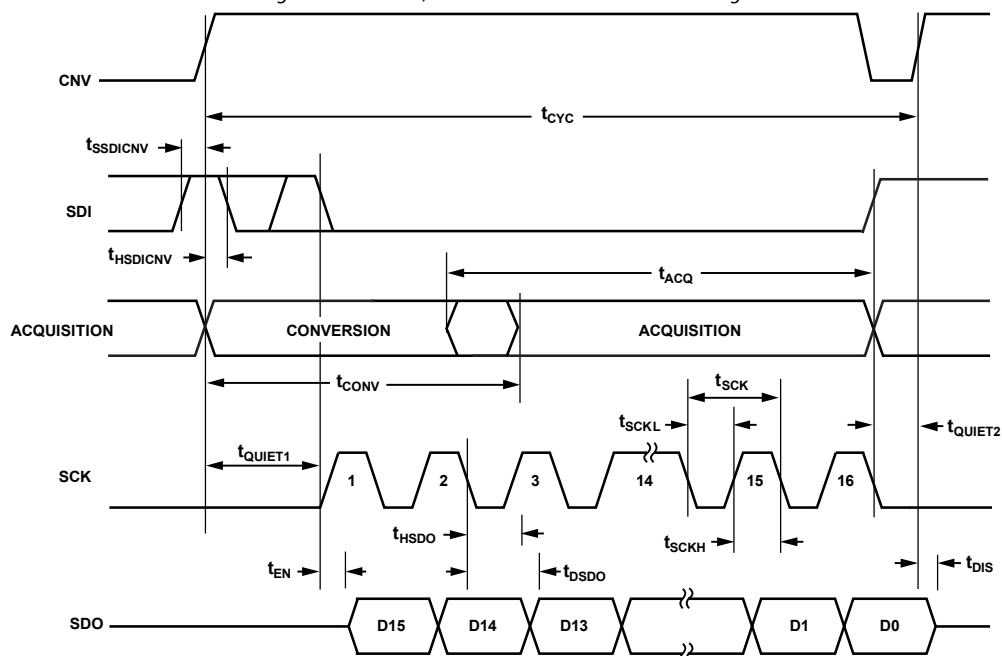 CNV
tCYC
tSSDICNV
SDI
tHSDICNV
tACQ
ACQUISITION
CONVERSION
ACQUISITION
tCONV
tSCK
tSCKL
tQUIET2
tQUIET1
SCK
1
2
3
14
15
16
tHSDO
tSCKH
tEN
tDSDO
tDIS
SDO
D15
D14
D13
D1
D0